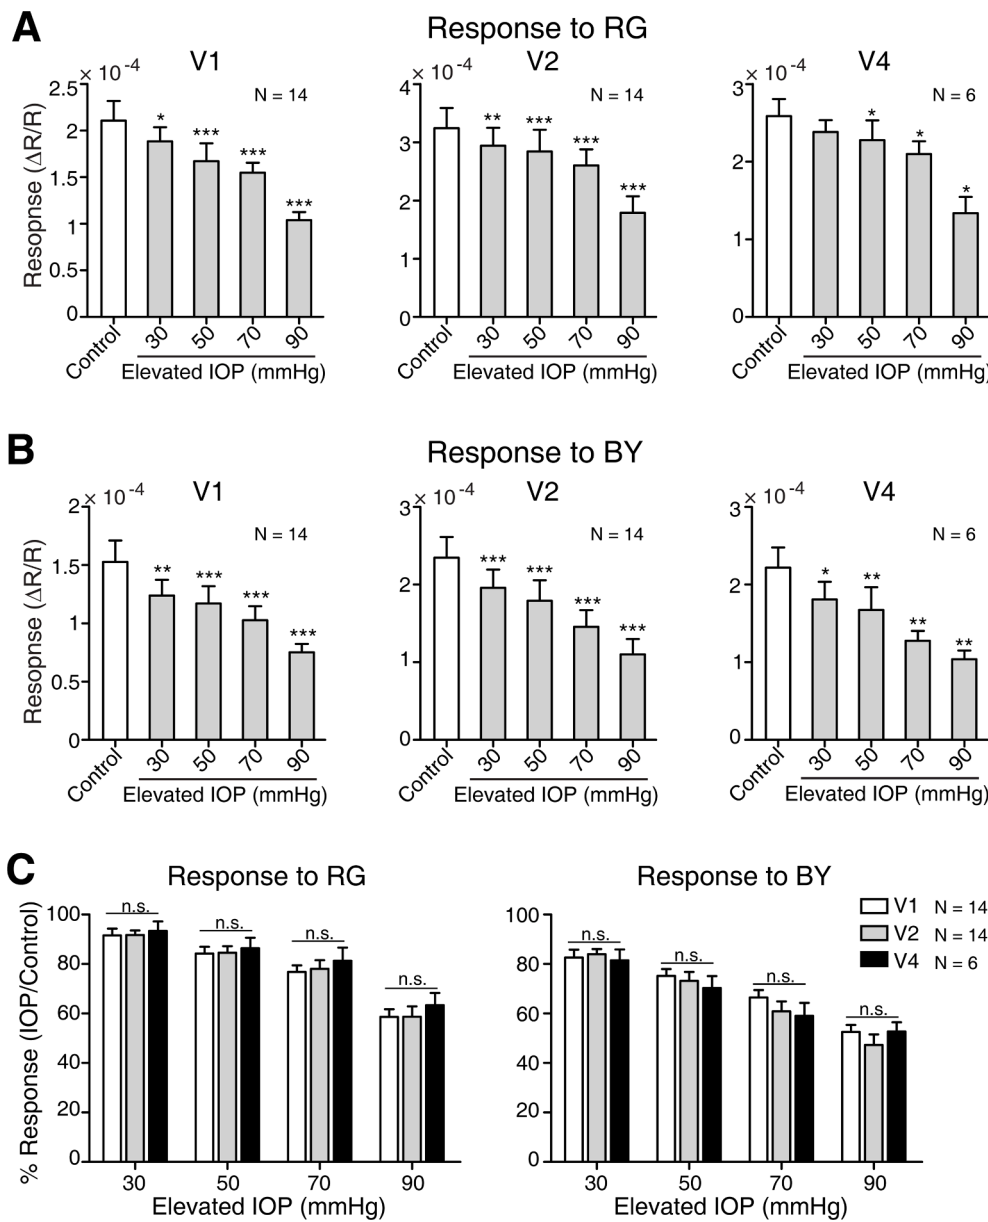 A
Response to RG
V1
V2
V4
× 10⁻⁴
× 10⁻⁴
× 10⁻⁴
N = 14
N = 14
N = 6
Resopnse (ΔR/R)
2.5
2
1.5
1
0.5
0
4
3
2
1
0
3
2
1
0
* *** *** ***
** *** *** ***
* * *
Control 30 50 70 90
Control 30 50 70 90
Control 30 50 70 90
Elevated IOP (mmHg)
Elevated IOP (mmHg)
Elevated IOP (mmHg)
B
Response to BY
V1
V2
V4
× 10⁻⁴
× 10⁻⁴
× 10⁻⁴
N = 14
N = 14
N = 6
Resopnse (ΔR/R)
2
1.5
1
0.5
0
3
2
1
0
3
2
1
0
** *** *** ***
*** *** *** ***
* ** ** **
Control 30 50 70 90
Control 30 50 70 90
Control 30 50 70 90
Elevated IOP (mmHg)
Elevated IOP (mmHg)
Elevated IOP (mmHg)
C
Response to RG
Response to BY
V1 N = 14
V2 N = 14
V4 N = 6
% Response (IOP/Control)
100
80
60
40
20
0
n.s. n.s. n.s. n.s.
30 50 70 90
Elevated IOP (mmHg)
100
80
60
40
20
0
n.s. n.s. n.s. n.s.
30 50 70 90
Elevated IOP (mmHg)